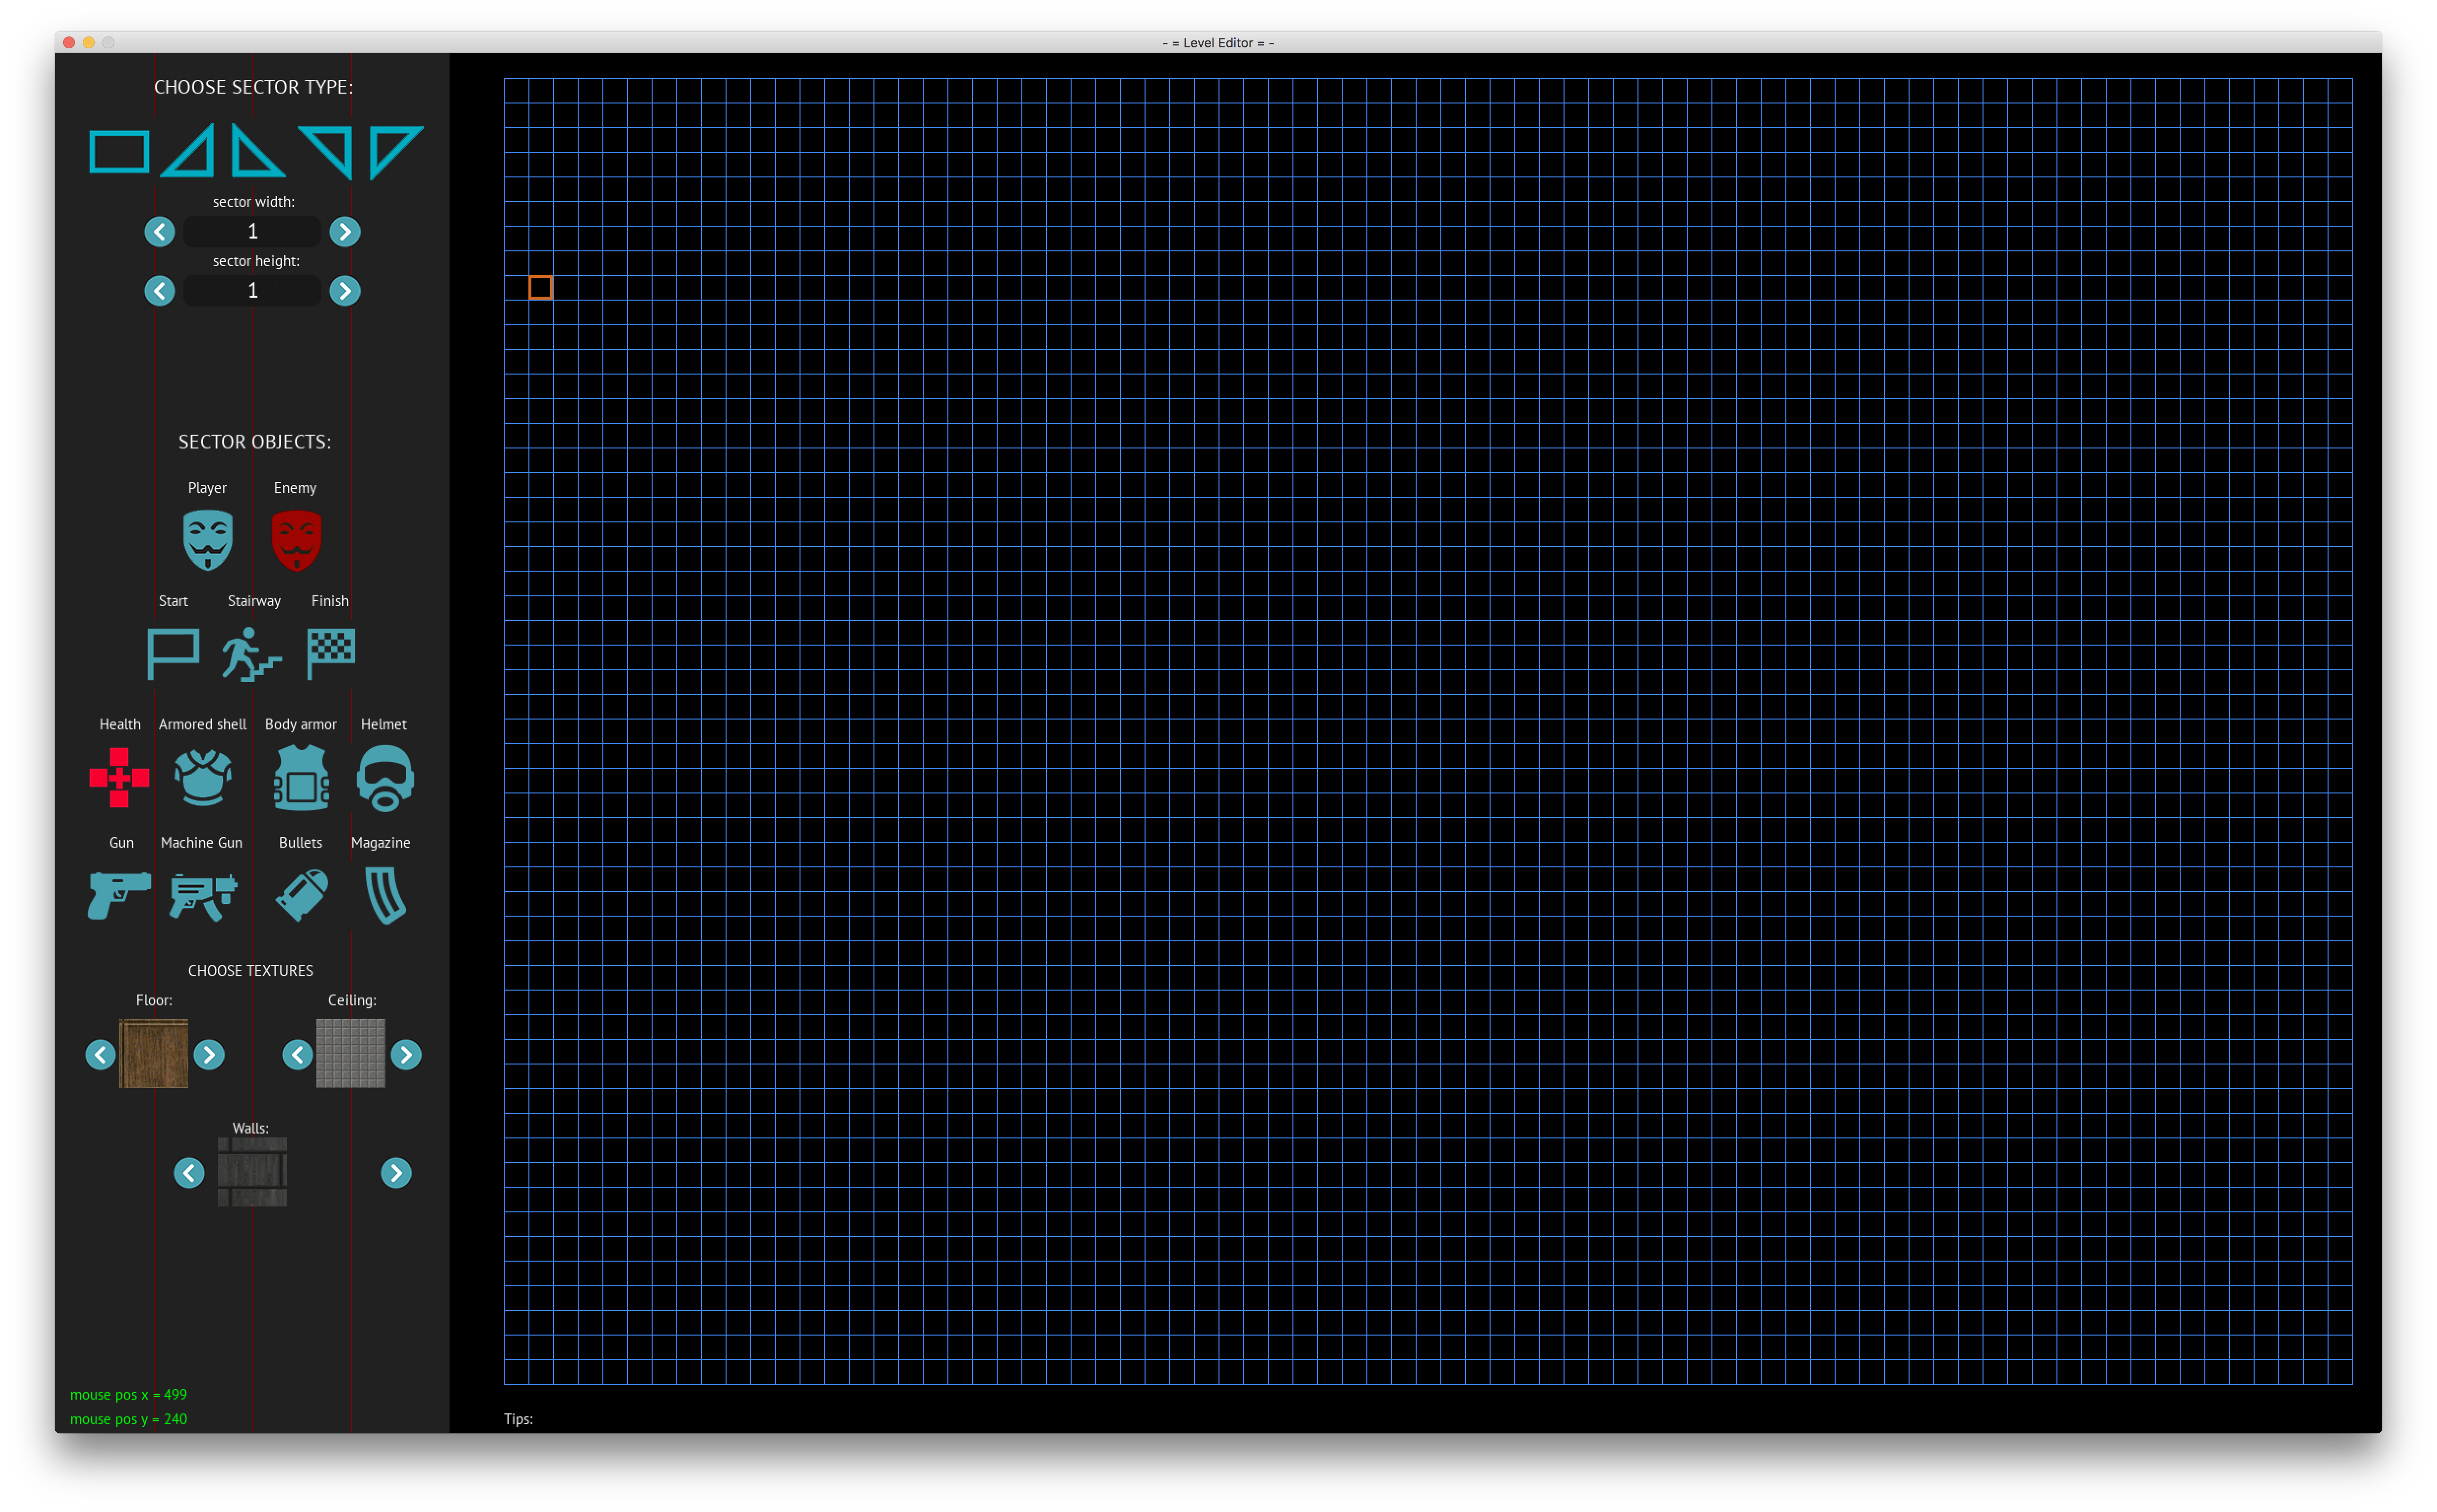 - = Level Editor = -
CHOOSE SECTOR TYPE:
sector width:
1
sector height:
1
SECTOR OBJECTS:
Player Enemy
Start Stairway Finish
Health Armored shell Body armor Helmet
Gun Machine Gun Bullets Magazine
CHOOSE TEXTURES
Floor: Ceiling:
Walls:
mouse pos x = 499
mouse pos y = 240
Tips: